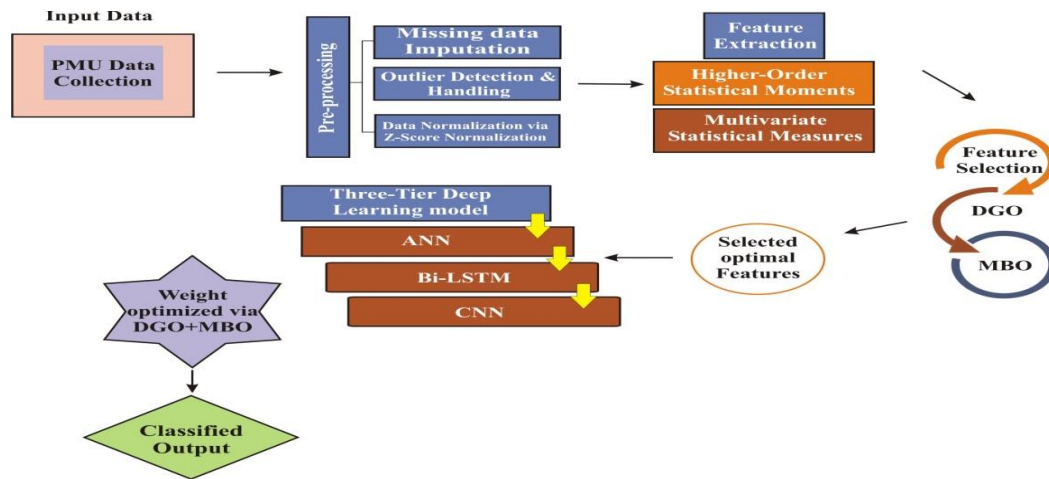 Input Data
PMU Data
Collection
Pre-processing
Missing data
Imputation
Outlier Detection &
Handling
Data Normalization via
Z-Score Normalization
Feature
Extraction
Higher-Order
Statistical Moments
Multivariate
Statistical Measures
Feature
Selection
DGO
MBO
Selected
optimal
Features
Three-Tier Deep
Learning model
ANN
Bi-LSTM
CNN
Weight
optimized via
DGO+MBO
Classified
Output